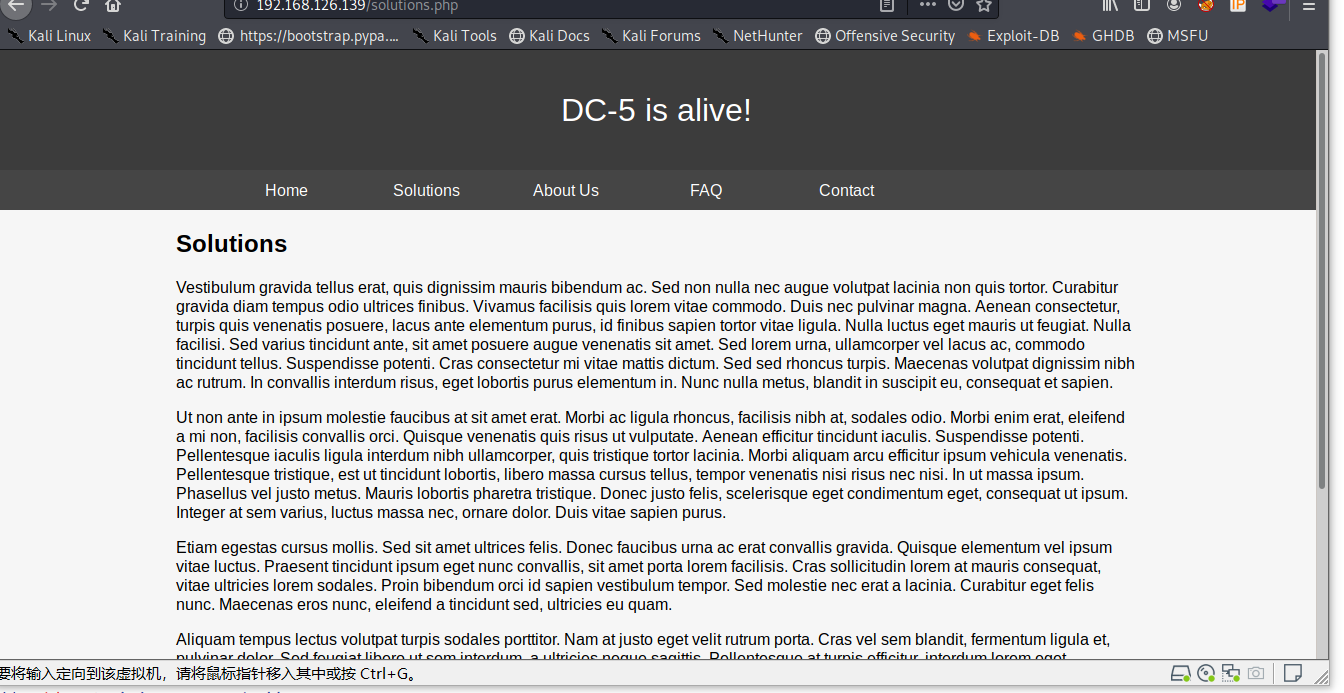 192.168.126.139/solutions.php
Kali Linux Kali Training https://bootstrap.pypa.... Kali Tools Kali Docs Kali Forums NetHunter Offensive Security Exploit-DB GHDB MSFU
DC-5 is alive!
Home Solutions About Us FAQ Contact
Solutions
Vestibulum gravida tellus erat, quis dignissim mauris bibendum ac. Sed non nulla nec augue volutpat lacinia non quis tortor. Curabitur
gravida diam tempus odio ultrices finibus. Vivamus facilisis quis lorem vitae commodo. Duis nec pulvinar magna. Aenean consectetur,
turpis quis venenatis posuere, lacus ante elementum purus, id finibus sapien tortor vitae ligula. Nulla luctus eget mauris ut feugiat. Nulla
facilisi. Sed varius tincidunt ante, sit amet posuere augue venenatis sit amet. Sed lorem urna, ullamcorper vel lacus ac, commodo
tincidunt tellus. Suspendisse potenti. Cras consectetur mi vitae mattis dictum. Sed sed rhoncus turpis. Maecenas volutpat dignissim nibh
ac rutrum. In convallis interdum risus, eget lobortis purus elementum in. Nunc nulla metus, blandit in suscipit eu, consequat et sapien.
Ut non ante in ipsum molestie faucibus at sit amet erat. Morbi ac ligula rhoncus, facilisis nibh at, sodales odio. Morbi enim erat, eleifend
a mi non, facilisis convallis orci. Quisque venenatis quis risus ut vulputate. Aenean efficitur tincidunt iaculis. Suspendisse potenti.
Pellentesque iaculis ligula interdum nibh ullamcorper, quis tristique tortor lacinia. Morbi aliquam arcu efficitur ipsum vehicula venenatis.
Pellentesque tristique, est ut tincidunt lobortis, libero massa cursus tellus, tempor venenatis nisi risus nec nisi. In ut massa ipsum.
Phasellus vel justo metus. Mauris lobortis pharetra tristique. Donec justo felis, scelerisque eget condimentum eget, consequat ut ipsum.
Integer at sem varius, luctus massa nec, ornare dolor. Duis vitae sapien purus.
Etiam egestas cursus mollis. Sed sit amet ultrices felis. Donec faucibus urna ac erat convallis gravida. Quisque elementum vel ipsum
vitae luctus. Praesent tincidunt ipsum eget nunc convallis, sit amet porta lorem facilisis. Cras sollicitudin lorem at mauris consequat,
vitae ultricies lorem sodales. Proin bibendum orci id sapien vestibulum tempor. Sed molestie nec erat a lacinia. Curabitur eget felis
nunc. Maecenas eros nunc, eleifend a tincidunt sed, ultricies eu quam.
Aliquam tempus lectus volutpat turpis sodales porttitor. Nam at justo eget velit rutrum porta. Cras vel sem blandit, fermentum ligula et,
pulvinar dolor. Sed feugiat libero ut sem interdum, a ultricies neque sagittis. Pellentesque at turpis efficitur, interdum lorem eget
要将输入定向到该虚拟机，请将鼠标指针移入其中或按 Ctrl+G。